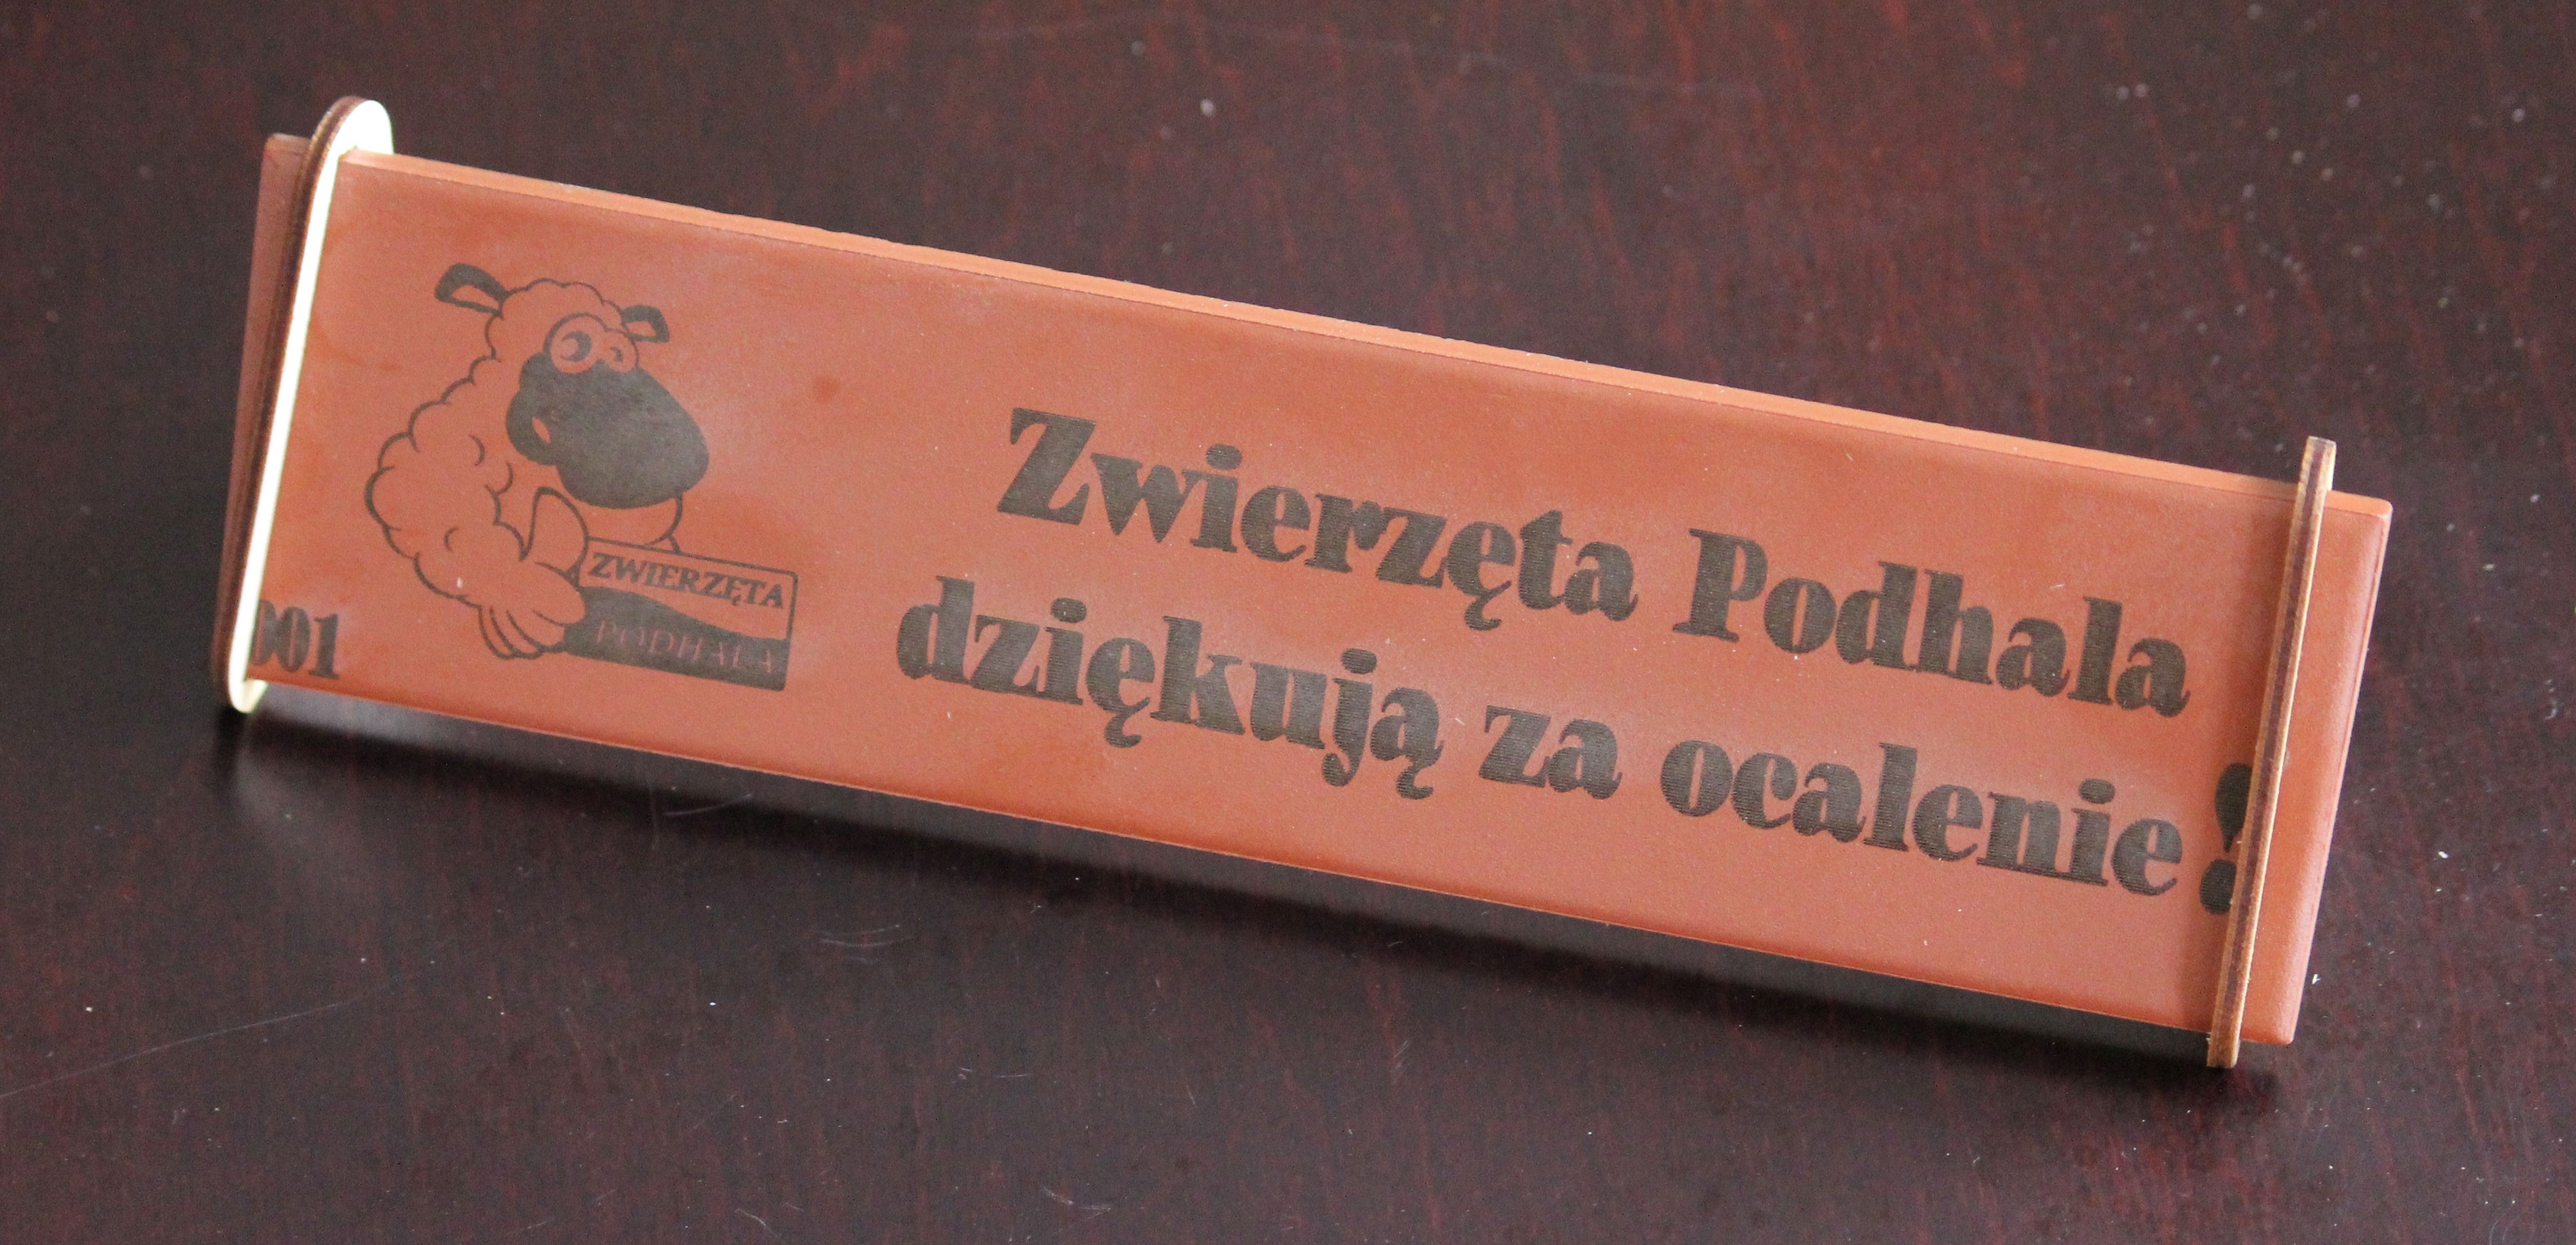 ZWIERZĘTA
PODHALA
001
Zwierzęta Podhala
dziękują za ocalenie!